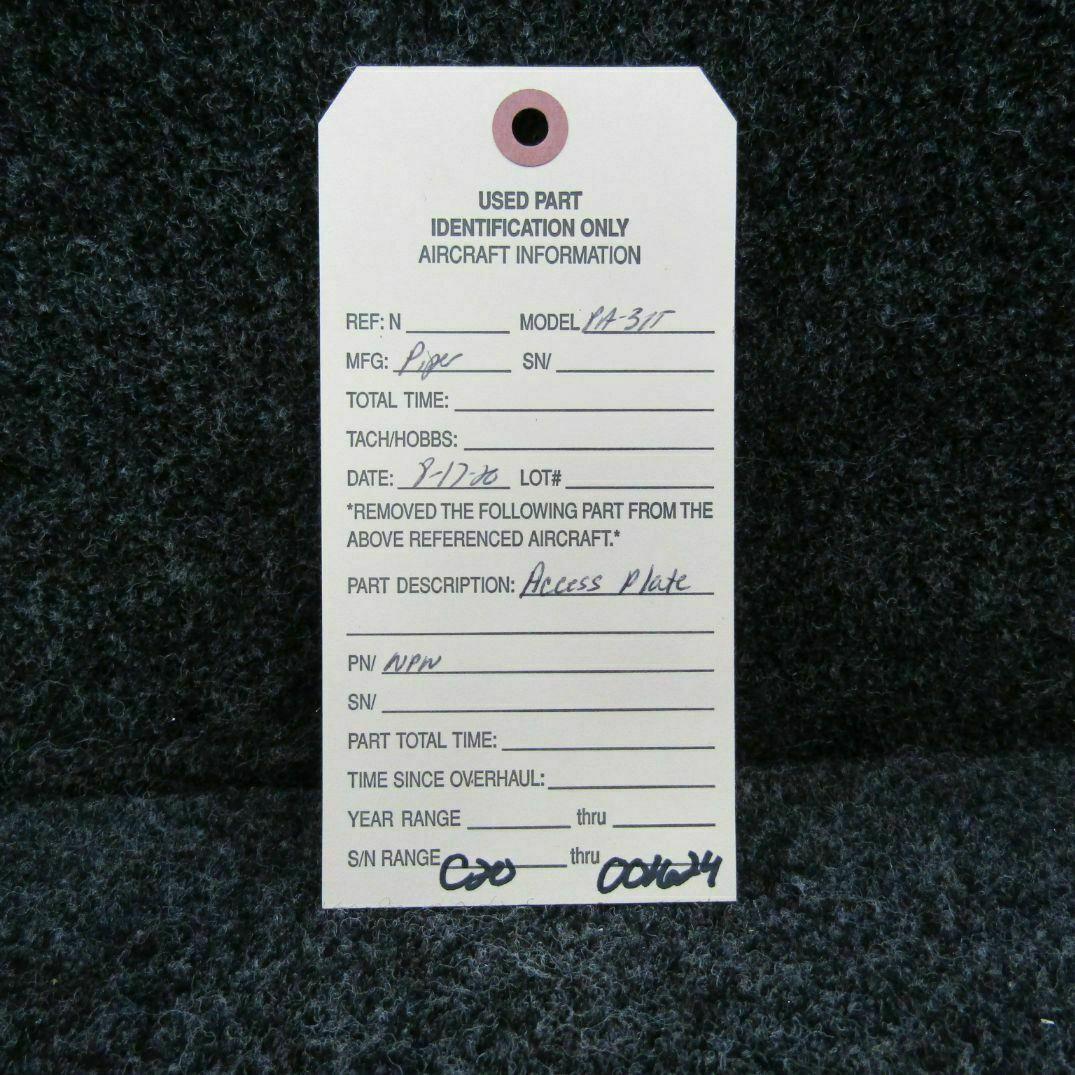 USED PART
IDENTIFICATION ONLY
AIRCRAFT INFORMATION
REF: N MODEL PA-31T
MFG: Piper SN/
TOTAL TIME:
TACH/HOBBS:
DATE: 8-17-20 LOT#
*REMOVED THE FOLLOWING PART FROM THE
ABOVE REFERENCED AIRCRAFT.*
PART DESCRIPTION: Access Plate
PN/ NPN
SN/
PART TOTAL TIME:
TIME SINCE OVERHAUL:
YEAR RANGE thru
S/N RANGE C20 thru